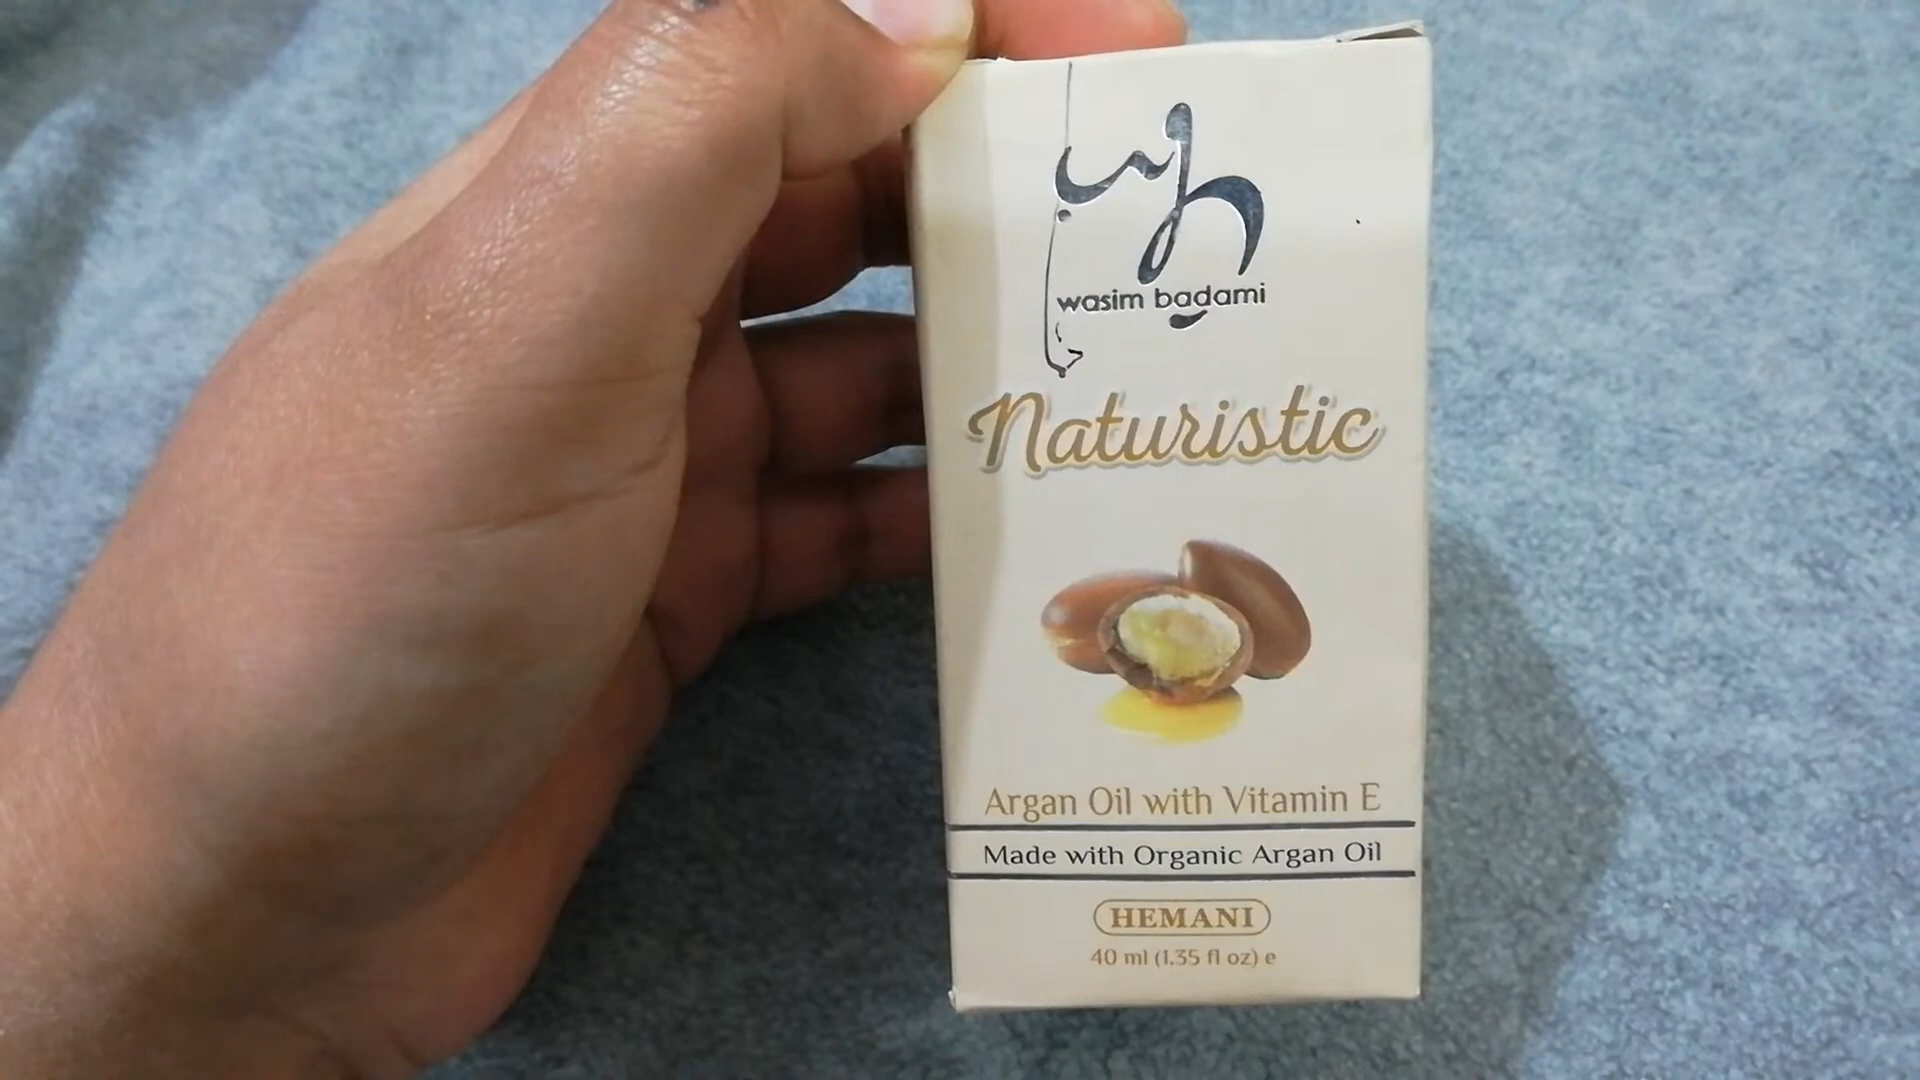 wasim badami
Naturistic
Argan Oil with Vitamin E
Made with Organic Argan Oil
HEMANI
40 ml (1.35 fl oz) e